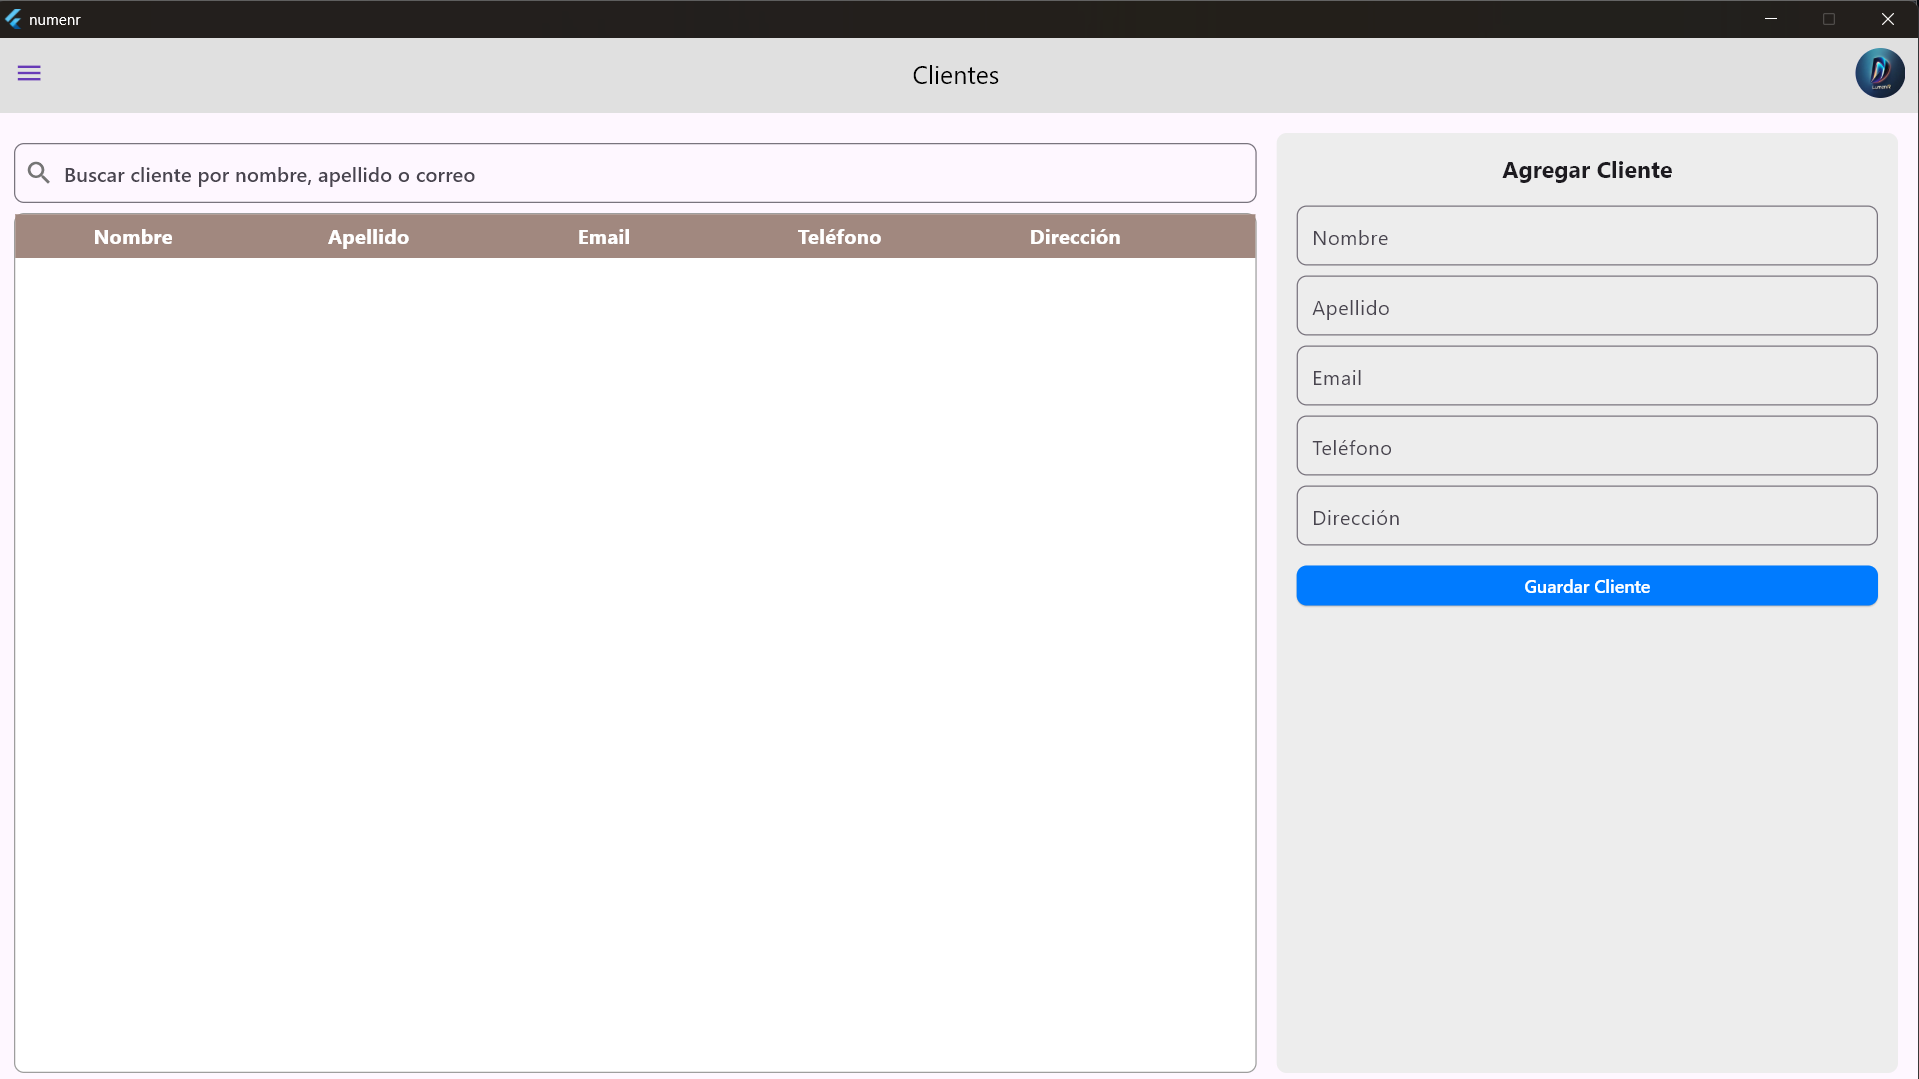 numenr
Clientes
Buscar cliente por nombre, apellido o correo
Nombre Apellido Email Teléfono Dirección
Agregar Cliente
Nombre
Apellido
Email
Teléfono
Dirección
Guardar Cliente